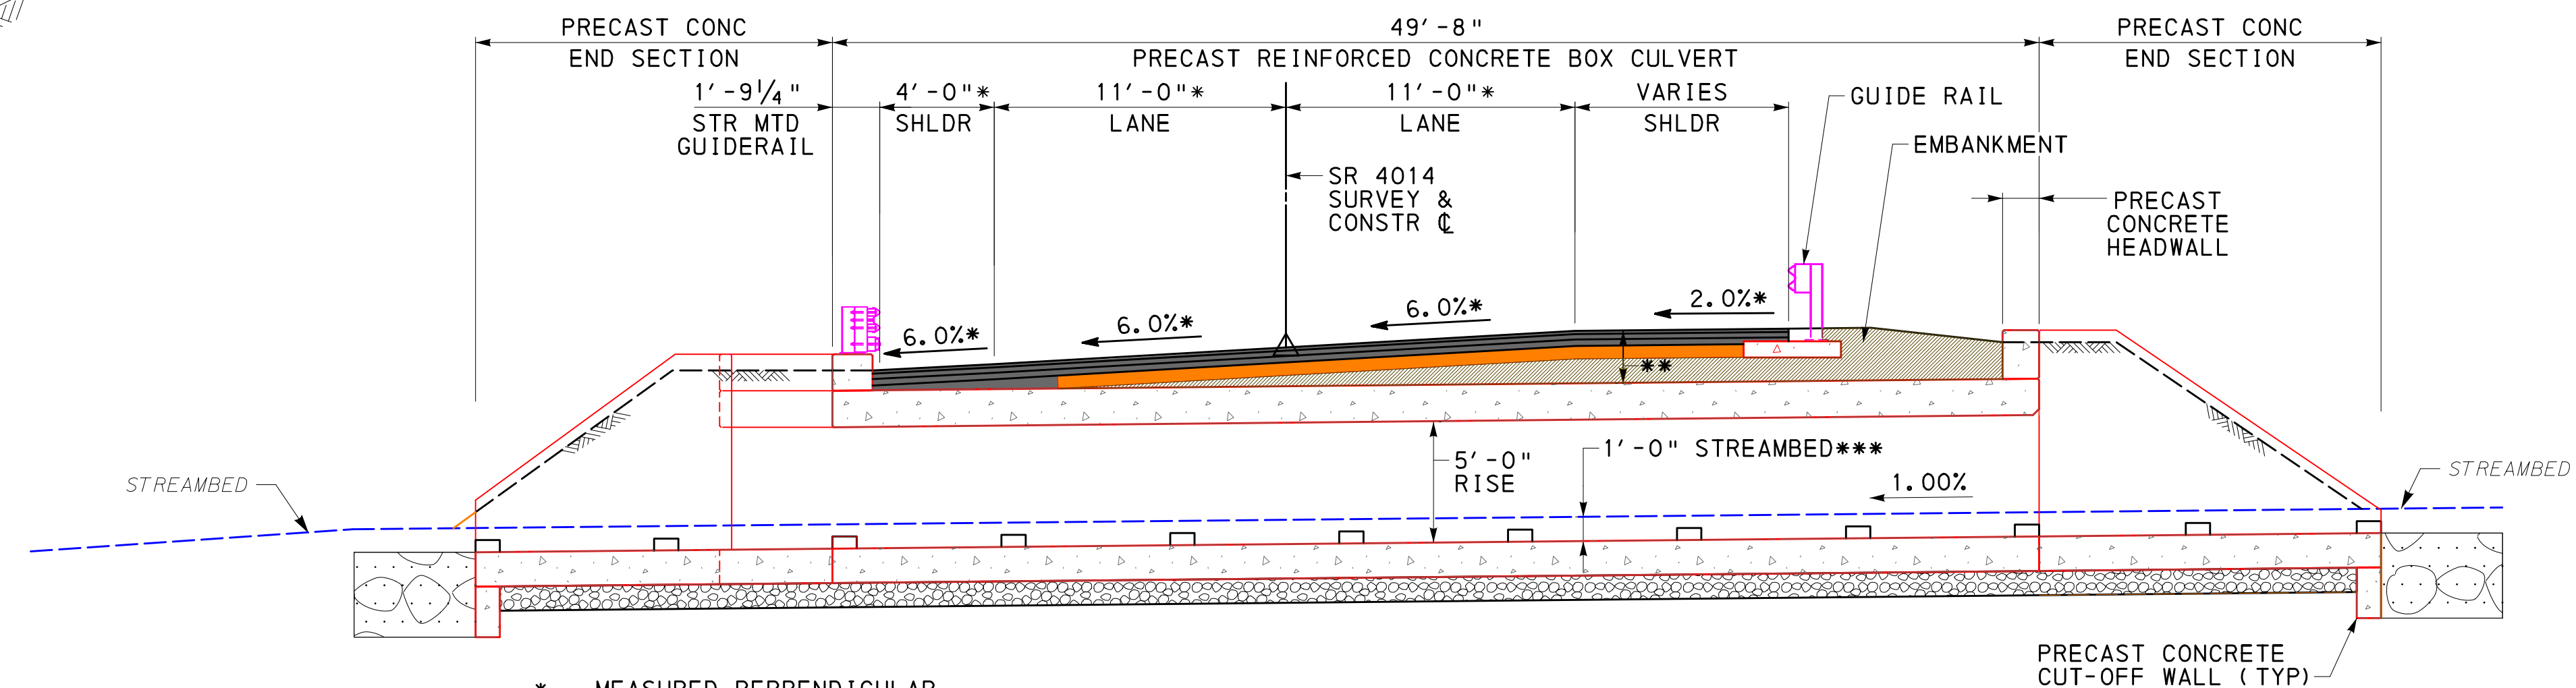 PRECAST CONC
END SECTION
49'-8"
PRECAST REINFORCED CONCRETE BOX CULVERT
PRECAST CONC
END SECTION
1'-9 1/4"
STR MTD
GUIDERAIL
4'-0"*
SHLDR
11'-0"*
LANE
11'-0"*
LANE
VARIES
SHLDR
GUIDE RAIL
EMBANKMENT
SR 4014
SURVEY &
CONSTR ℄
PRECAST
CONCRETE
HEADWALL
6.0%*
6.0%*
6.0%*
2.0%*
**
5'-0"
RISE
1'-0" STREAMBED***
1.00%
STREAMBED
STREAMBED
PRECAST CONCRETE
CUT-OFF WALL (TYP)
* MEASURED PERPENDICULAR